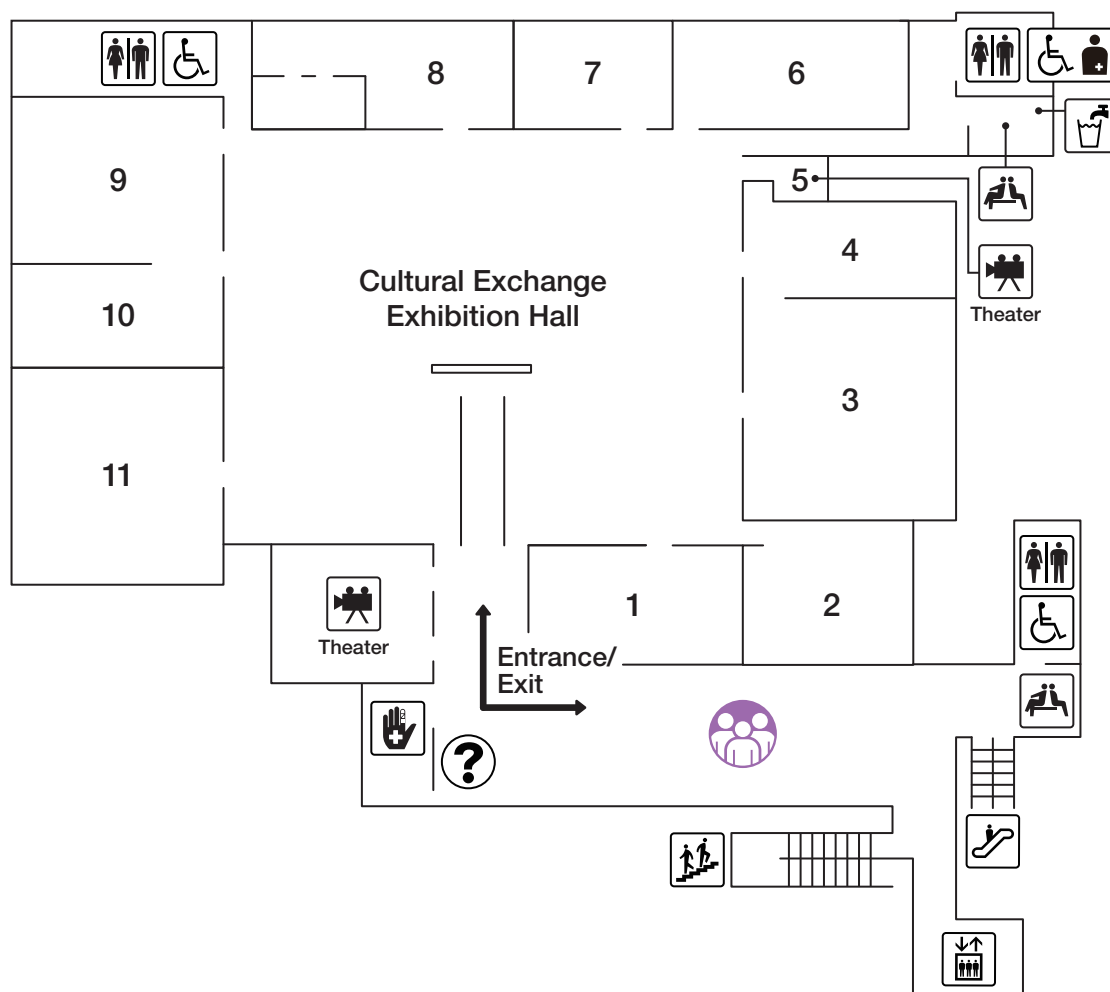 8
7
6
9
5
4
Cultural Exchange
Exhibition Hall
10
Theater
3
11
1
2
Theater
Entrance/
Exit
?